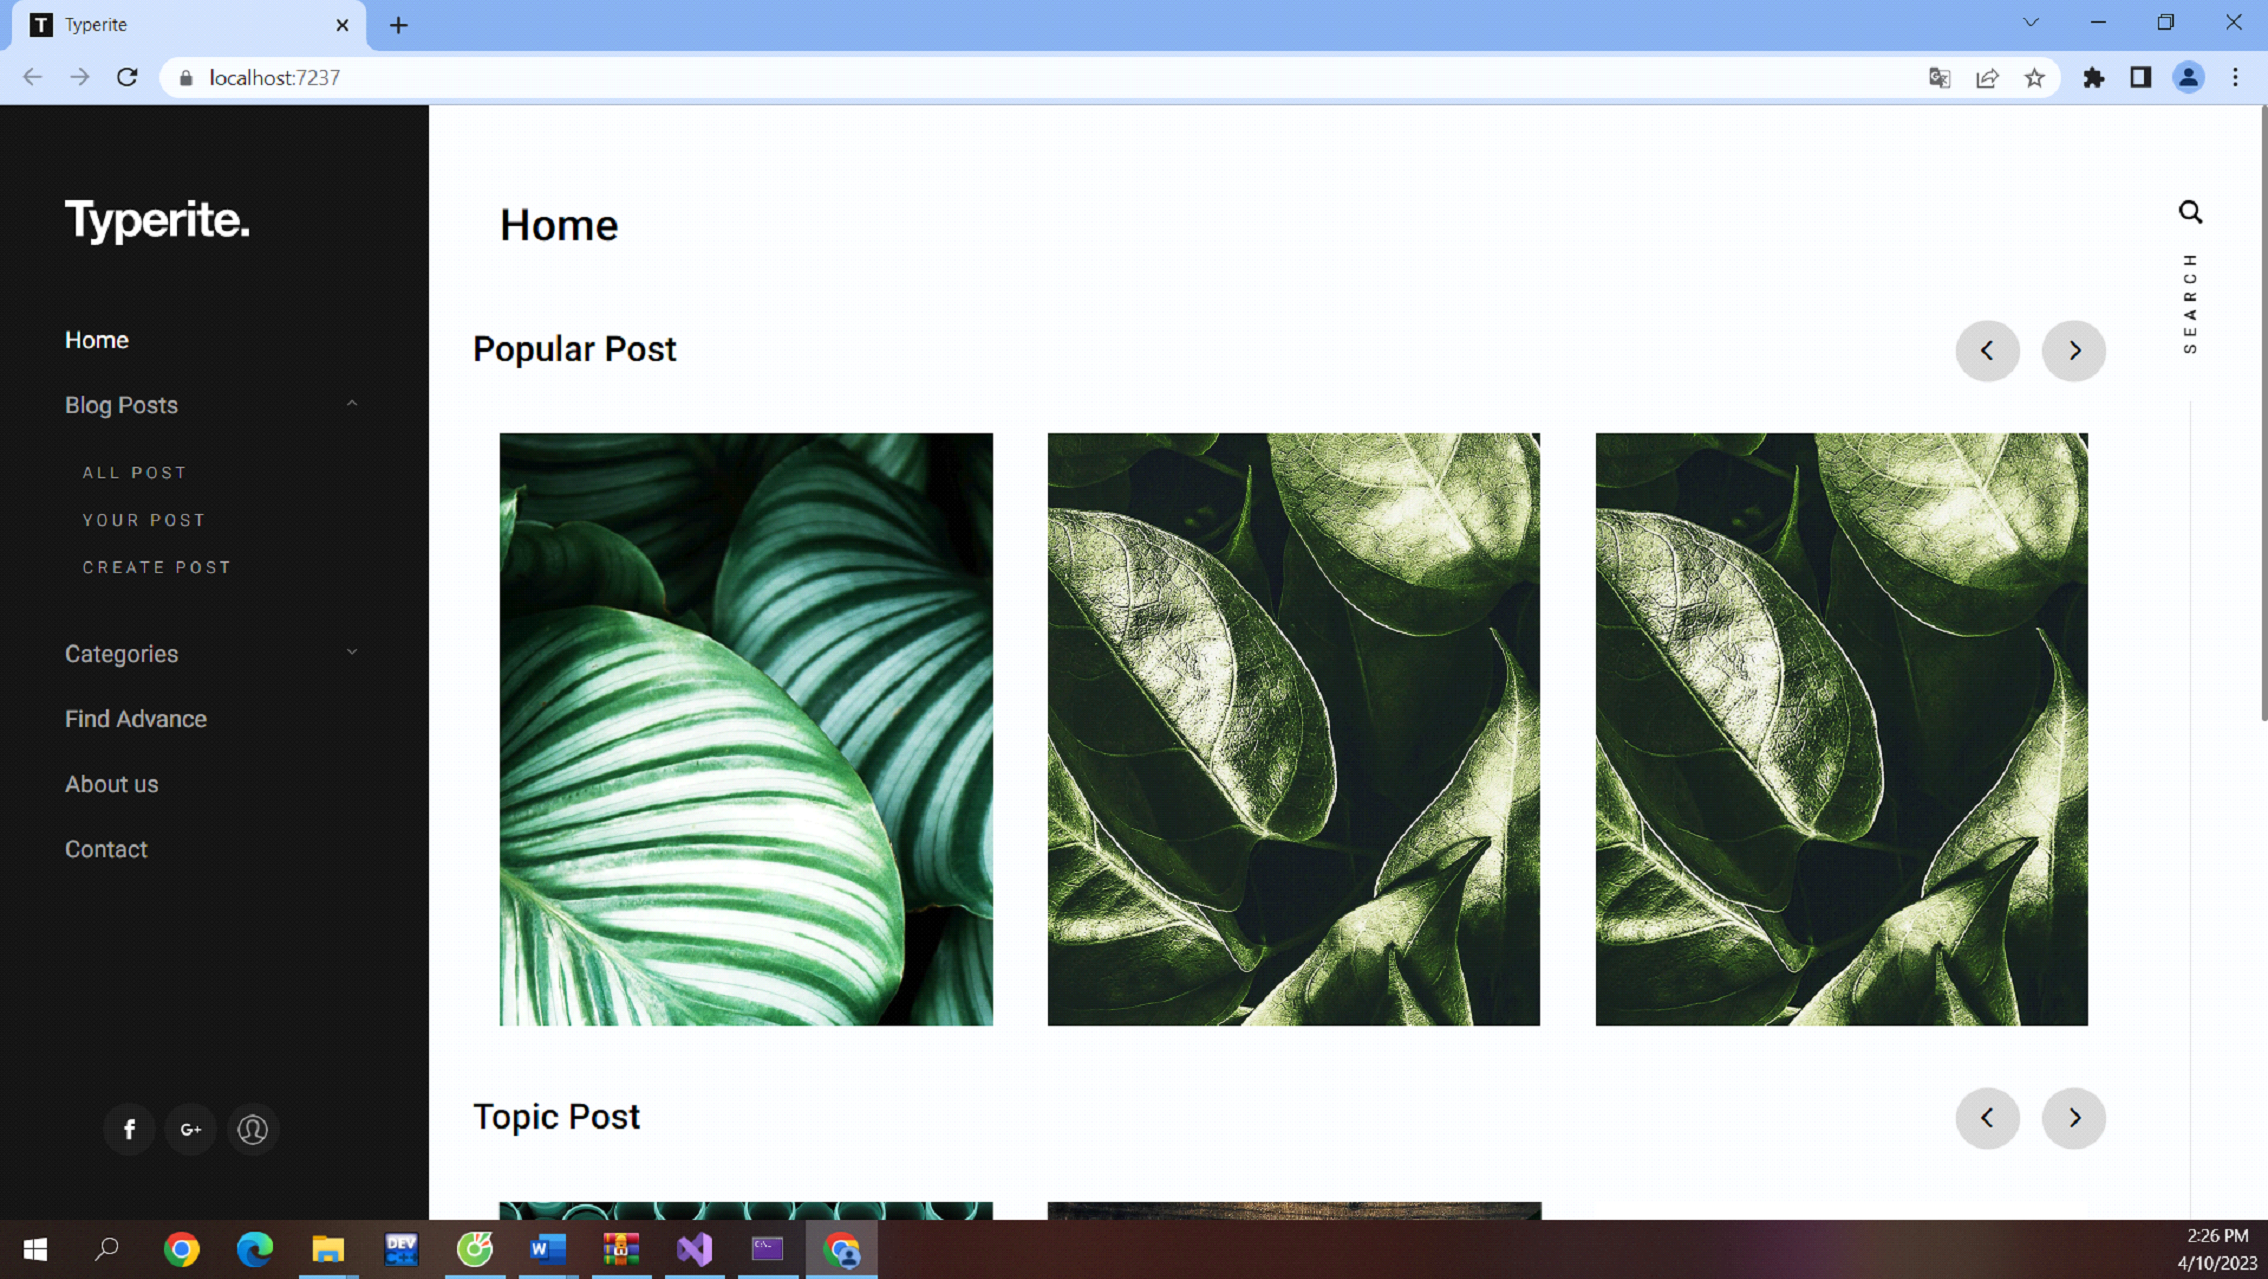 T Typerite
localhost:7237
Typerite.
Home
Blog Posts
ALL POST
YOUR POST
CREATE POST
Categories
Find Advance
About us
Contact
f G+
Home
SEARCH
Popular Post
Topic Post
DEV
C++
W
C:\.
2:26 PM
4/10/2023